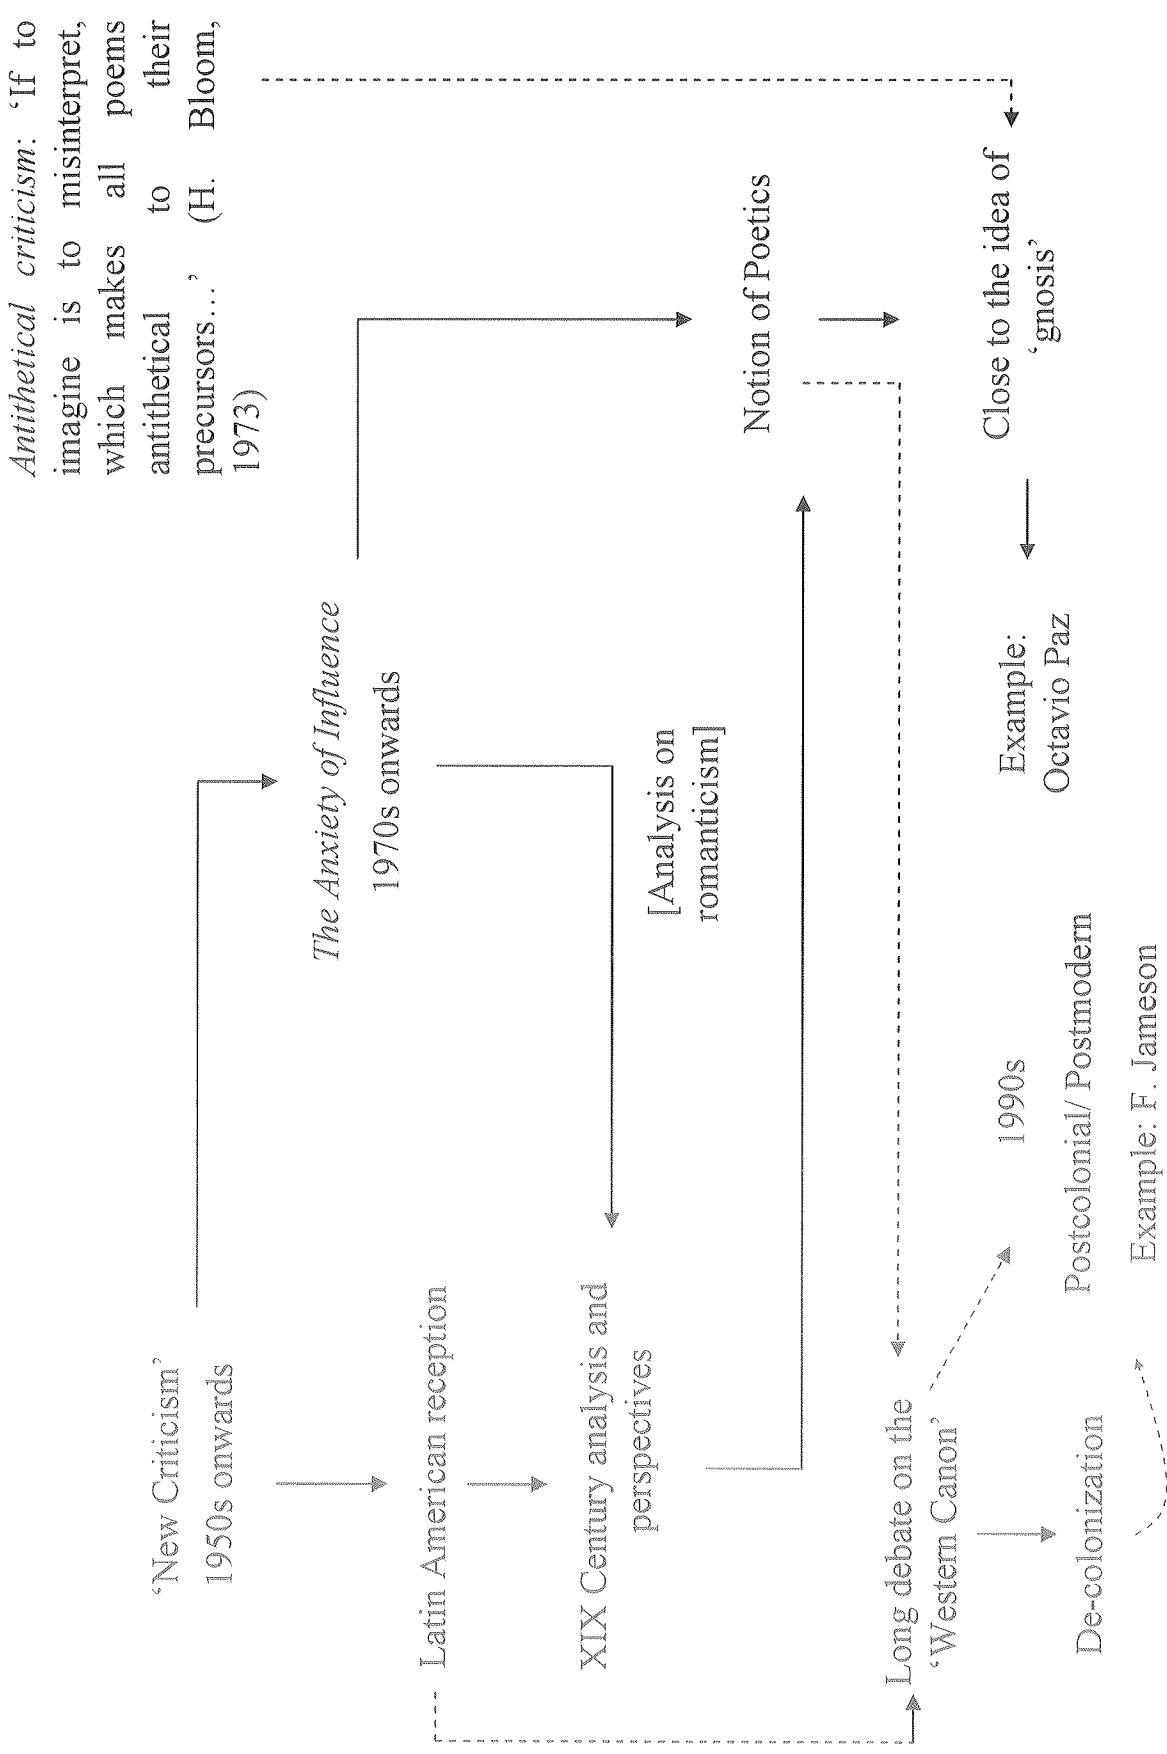 Antithetical criticism: ‘If to
imagine is to misinterpret,
which makes all poems
antithetical to their
precursors…’ (H. Bloom,
1973)
‘New Criticism’
1950s onwards
The Anxiety of Influence
1970s onwards
Latin American reception
XIX Century analysis and
perspectives
[Analysis on
romanticism]
Notion of Poetics
Long debate on the
‘Western Canon’
1990s
Postcolonial/ Postmodern
Example: F. Jameson
De-colonization
Close to the idea of
‘gnosis’
Example:
Octavio Paz